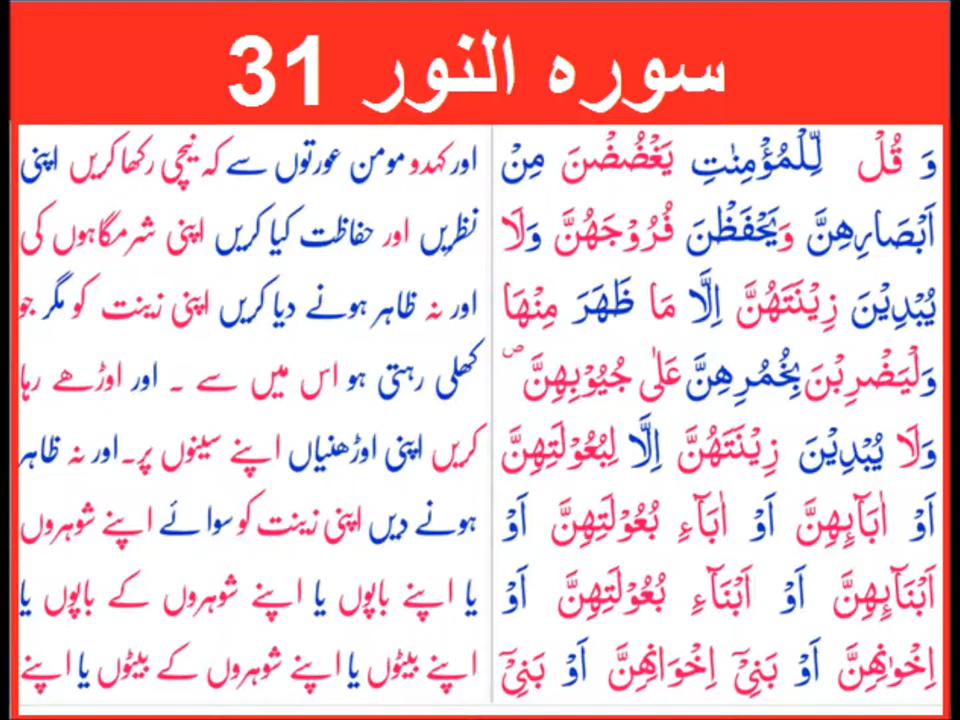 سوره النور 31
وَ قُلْ لِّلْمُؤْمِنٰتِ يَغْضُضْنَ مِنْ
اَبْصَارِهِنَّ وَيَحْفَظْنَ فُرُوْجَهُنَّ وَلَا
يُبْدِيْنَ زِيْنَتَهُنَّ اِلَّا مَا ظَهَرَ مِنْهَا
وَلْيَضْرِبْنَ بِخُمُرِهِنَّ عَلٰى جُيُوْبِهِنَّ ۖ
وَلَا يُبْدِيْنَ زِيْنَتَهُنَّ اِلَّا لِبُعُوْلَتِهِنَّ
اَوْ اٰبَآئِهِنَّ اَوْ اٰبَآءِ بُعُوْلَتِهِنَّ اَوْ
اَبْنَآئِهِنَّ اَوْ اَبْنَآءِ بُعُوْلَتِهِنَّ اَوْ
اِخْوَانِهِنَّ اَوْ بَنِيْۤ اِخْوَانِهِنَّ اَوْ بَنِيْۤ
اور کہدو مومن عورتوں سے کہ نیچی رکھا کریں اپنی
نظریں اور حفاظت کیا کریں اپنی شرمگاہوں کی
اور نہ ظاہر ہونے دیا کریں اپنی زینت کو مگر جو
کھلی رہتی ہو اس میں سے ۔ اور اوڑھے رہا
کریں اپنی اوڑھنیاں اپنے سینوں پر۔ اور نہ ظاہر
ہونے دیں اپنی زینت کو سوائے اپنے شوہروں
یا اپنے باپوں یا اپنے شوہروں کے باپوں یا
اپنے بیٹوں یا اپنے شوہروں کے بیٹوں یا اپنے